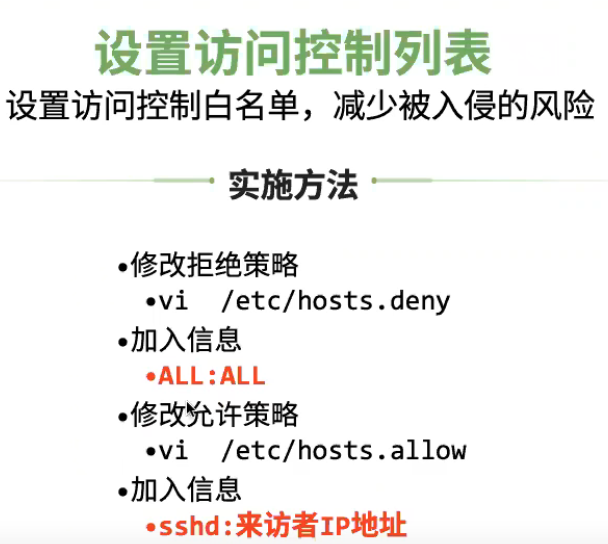 设置访问控制列表
设置访问控制白名单，减少被入侵的风险
实施方法
•修改拒绝策略
•vi  /etc/hosts.deny
•加入信息
•ALL:ALL
•修改允许策略
•vi  /etc/hosts.allow
•加入信息
•sshd:来访者IP地址